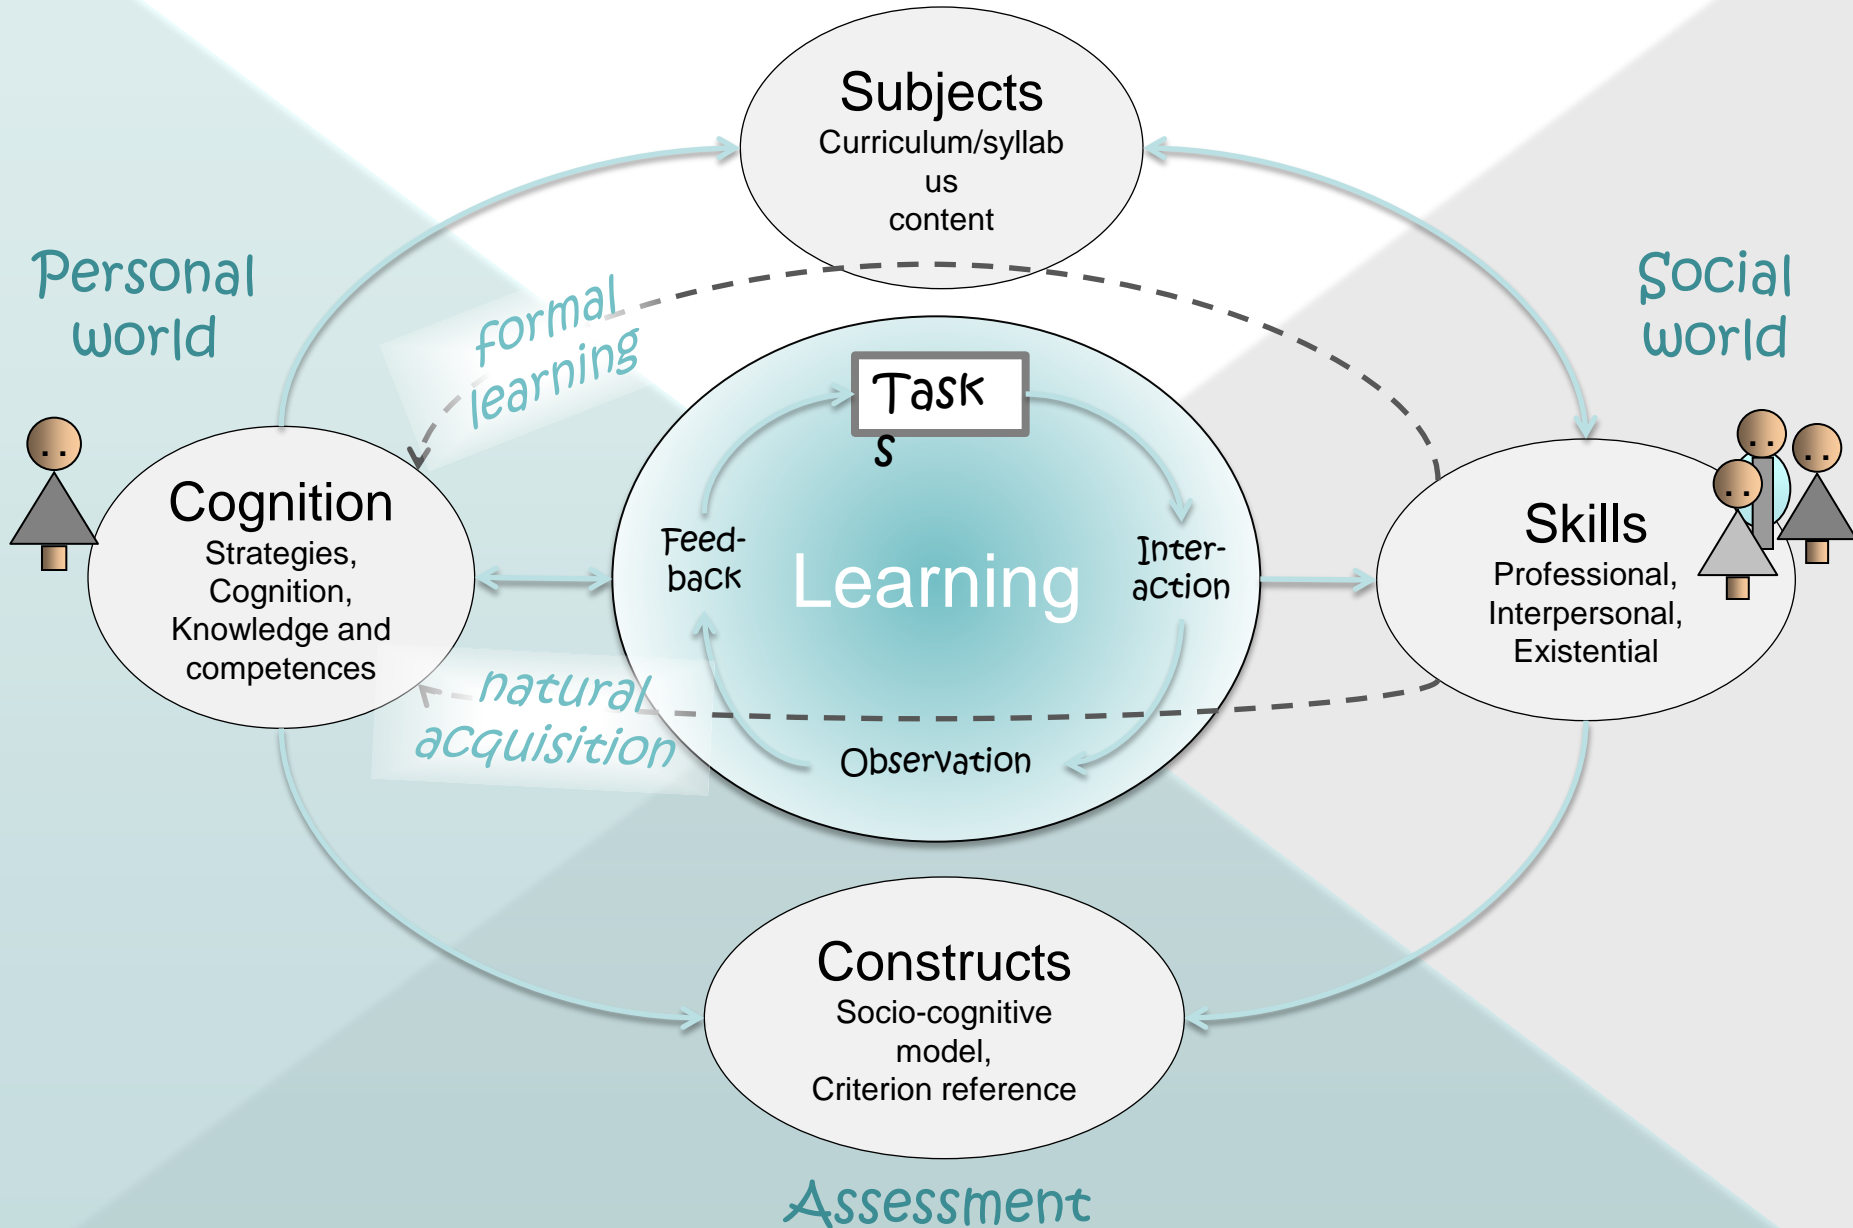 Subjects
Curriculum/syllab
us
content
Personal
world
Social
world
formal
learning
Task
s
Cognition
Strategies,
Cognition,
Knowledge and
competences
Feed-
back
Learning
Inter-
action
Skills
Professional,
Interpersonal,
Existential
natural
acquisition
Observation
Constructs
Socio-cognitive
model,
Criterion reference
Assessment